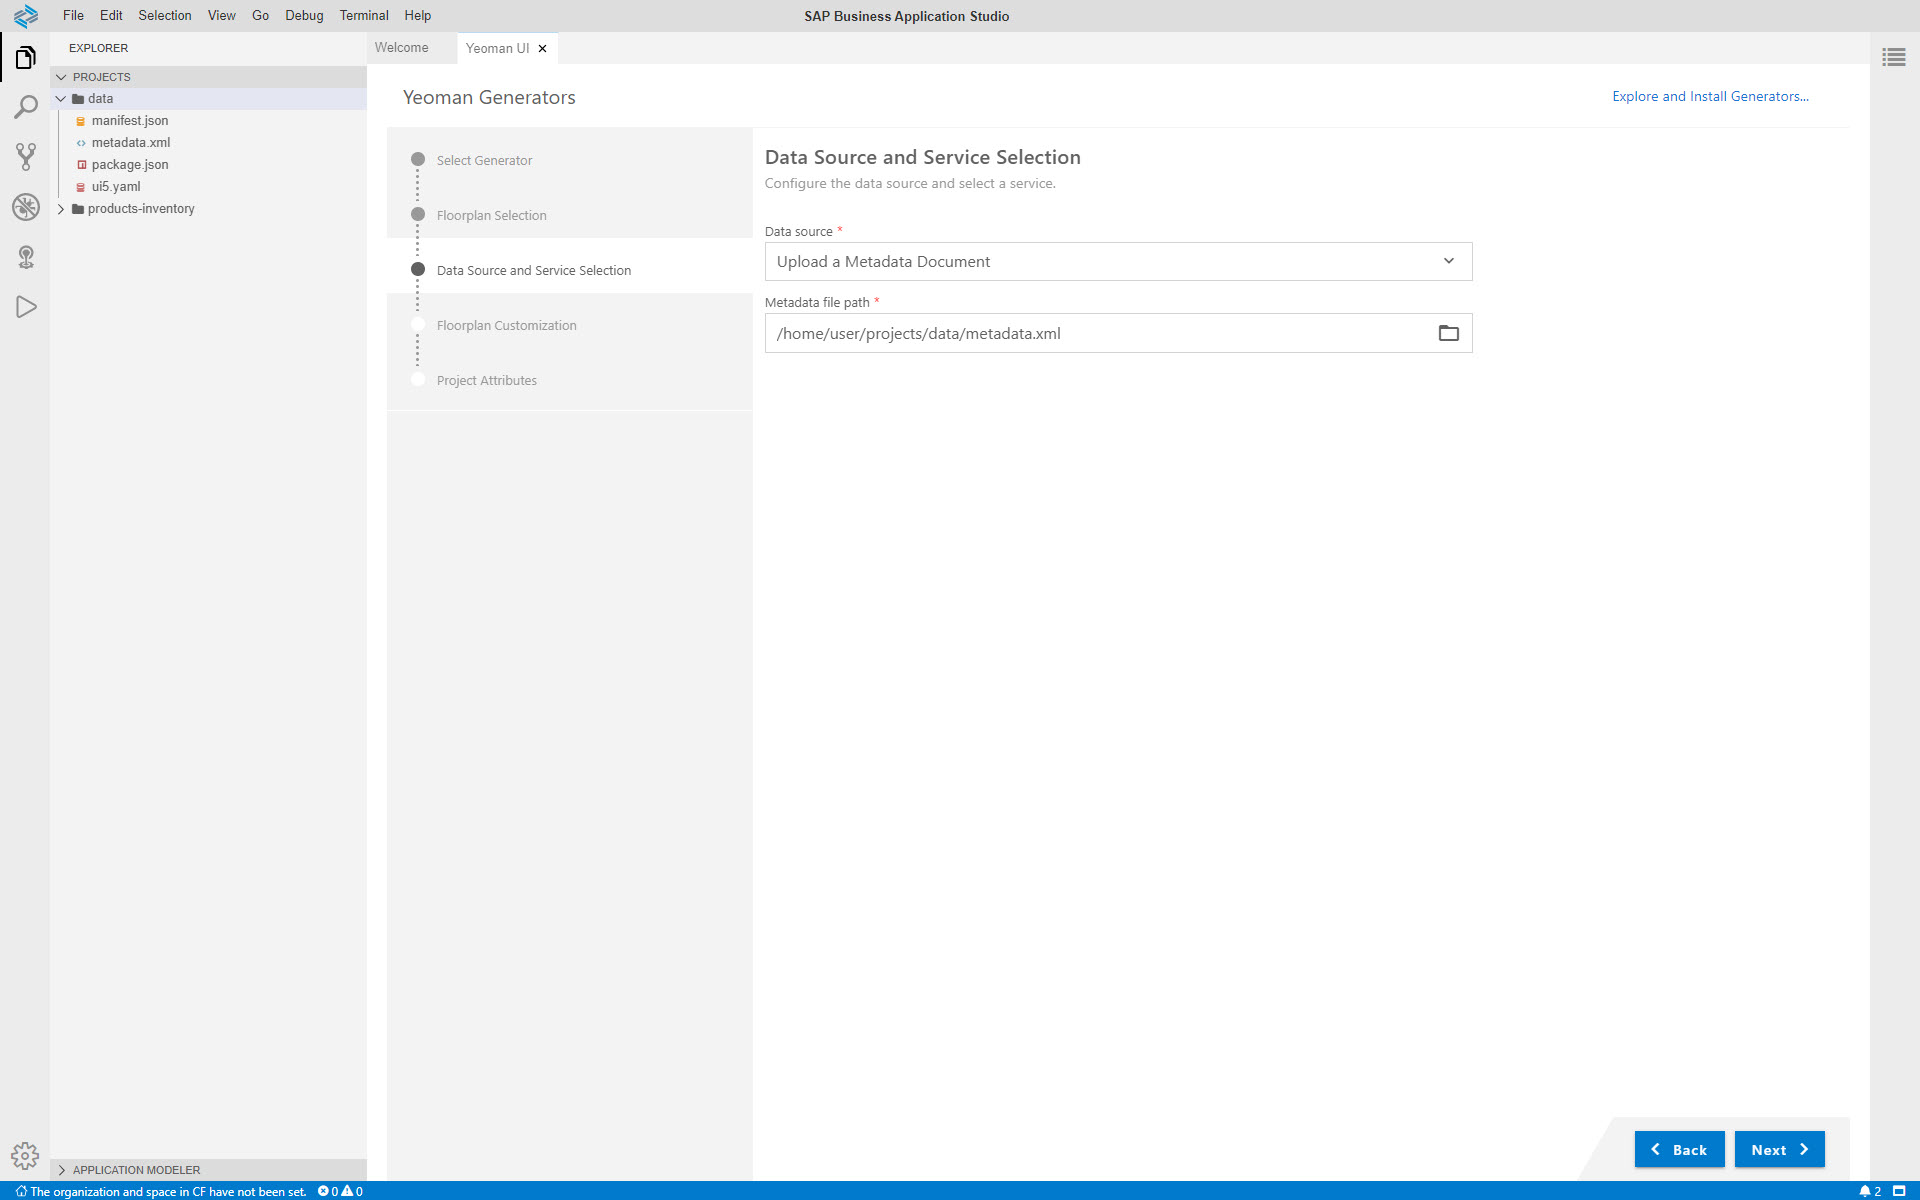 File Edit Selection View Go Debug Terminal Help
SAP Business Application Studio
EXPLORER
PROJECTS
data
manifest.json
metadata.xml
package.json
ui5.yaml
products-inventory
APPLICATION MODELER
Welcome
Yeoman UI
Yeoman Generators
Explore and Install Generators...
Select Generator
Floorplan Selection
Data Source and Service Selection
Floorplan Customization
Project Attributes
Data Source and Service Selection
Configure the data source and select a service.
Data source *
Upload a Metadata Document
Metadata file path *
/home/user/projects/data/metadata.xml
Back
Next
The organization and space in CF have not been set. 0 0
2